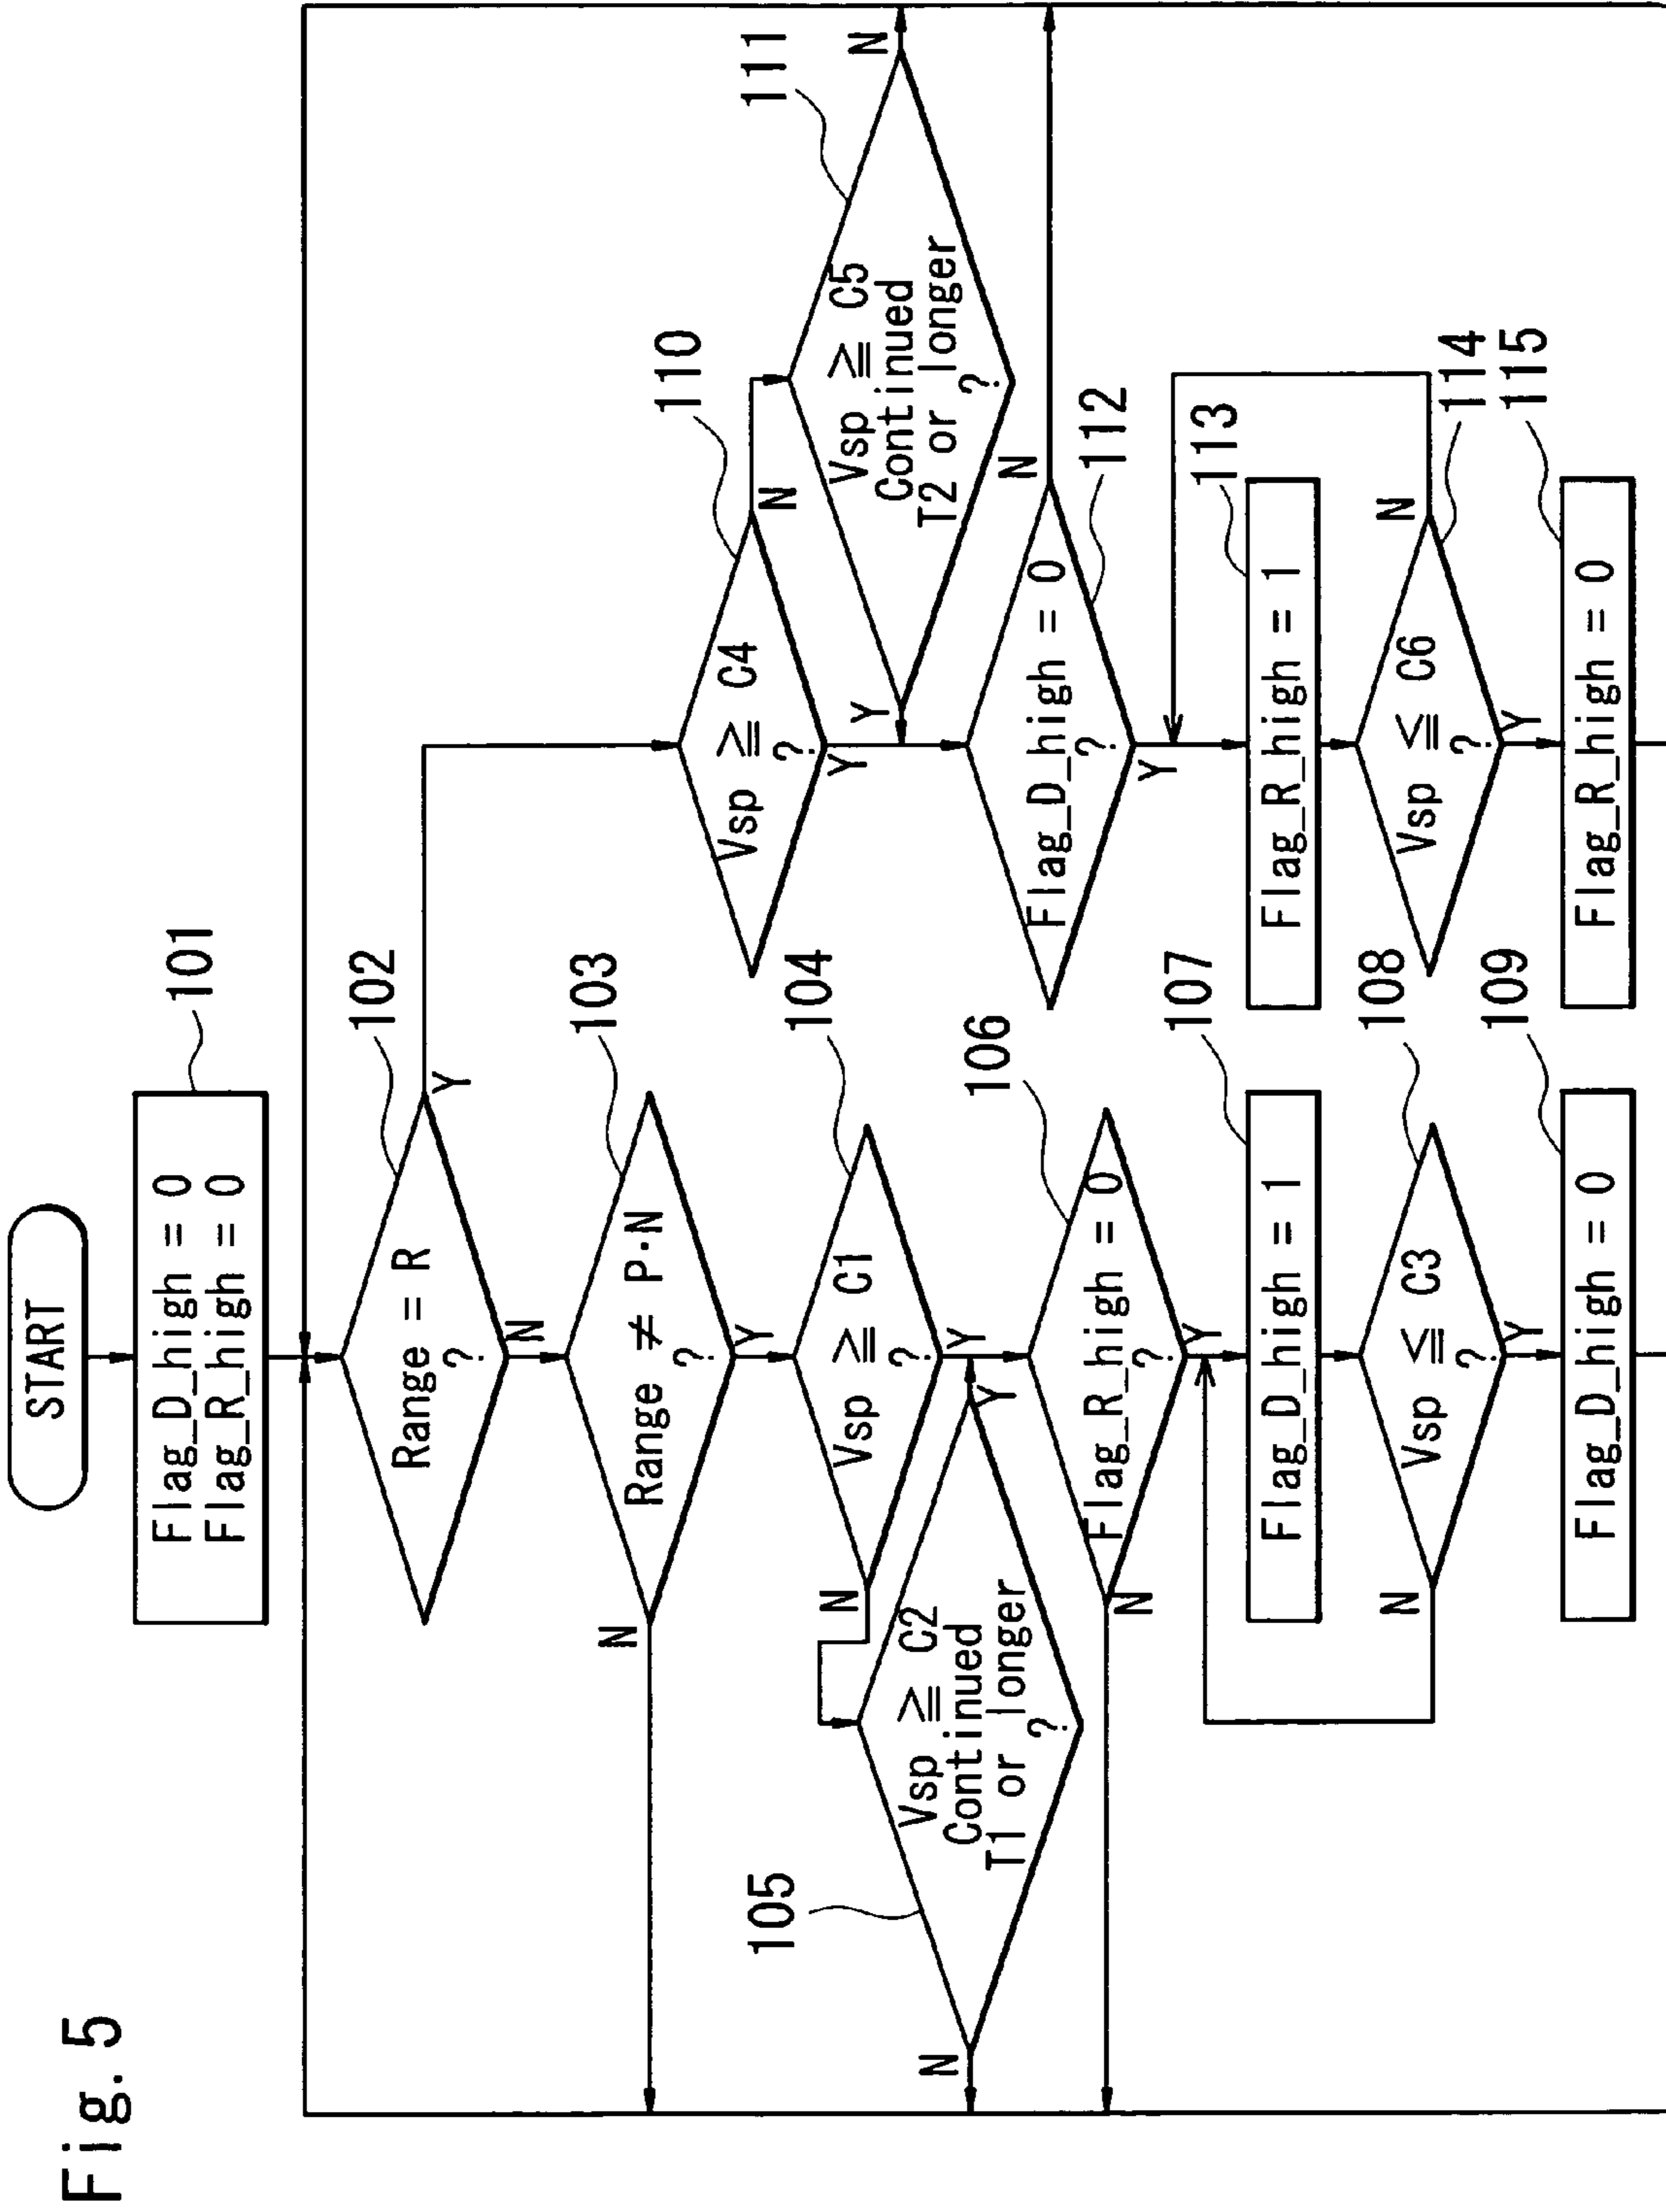 Fig. 5
START
Flag_D_high = 0
Flag_R_high = 0
101
Range = R
?
102
Y
N
Range ≠ P·N
?
103
N
Y
Vsp ≧ C1
?
104
N
Y
Vsp ≧ C2
Continued
T1 or longer
?
105
N
Y
Flag_R_high = 0
?
106
N
Y
Flag_D_high = 1
107
Vsp ≦ C3
?
108
N
Y
Flag_D_high = 0
109
Vsp ≧ C4
?
110
N
Y
Vsp ≧ C5
Continued
T2 or longer
?
111
N
Y
Flag_D_high = 0
?
112
N
Y
Flag_R_high = 1
113
Vsp ≦ C6
?
114
N
Y
Flag_R_high = 0
115